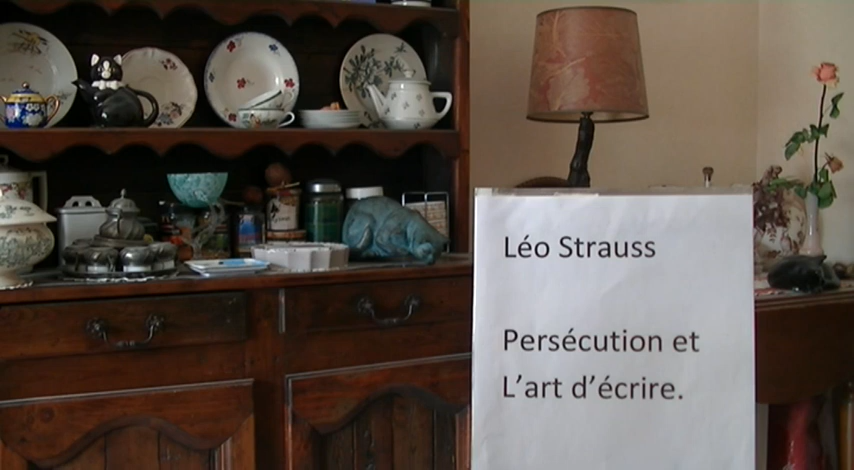 Léo Strauss
Persécution et
L’art d’écrire.